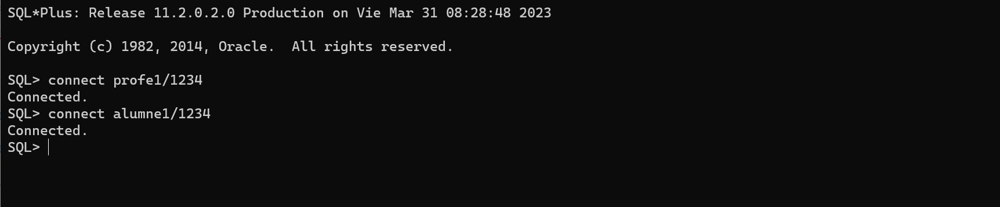 SQL*Plus: Release 11.2.0.2.0 Production on Vie Mar 31 08:28:48 2023
Copyright (c) 1982, 2014, Oracle.  All rights reserved.
SQL> connect profe1/1234
Connected.
SQL> connect alumne1/1234
Connected.
SQL>